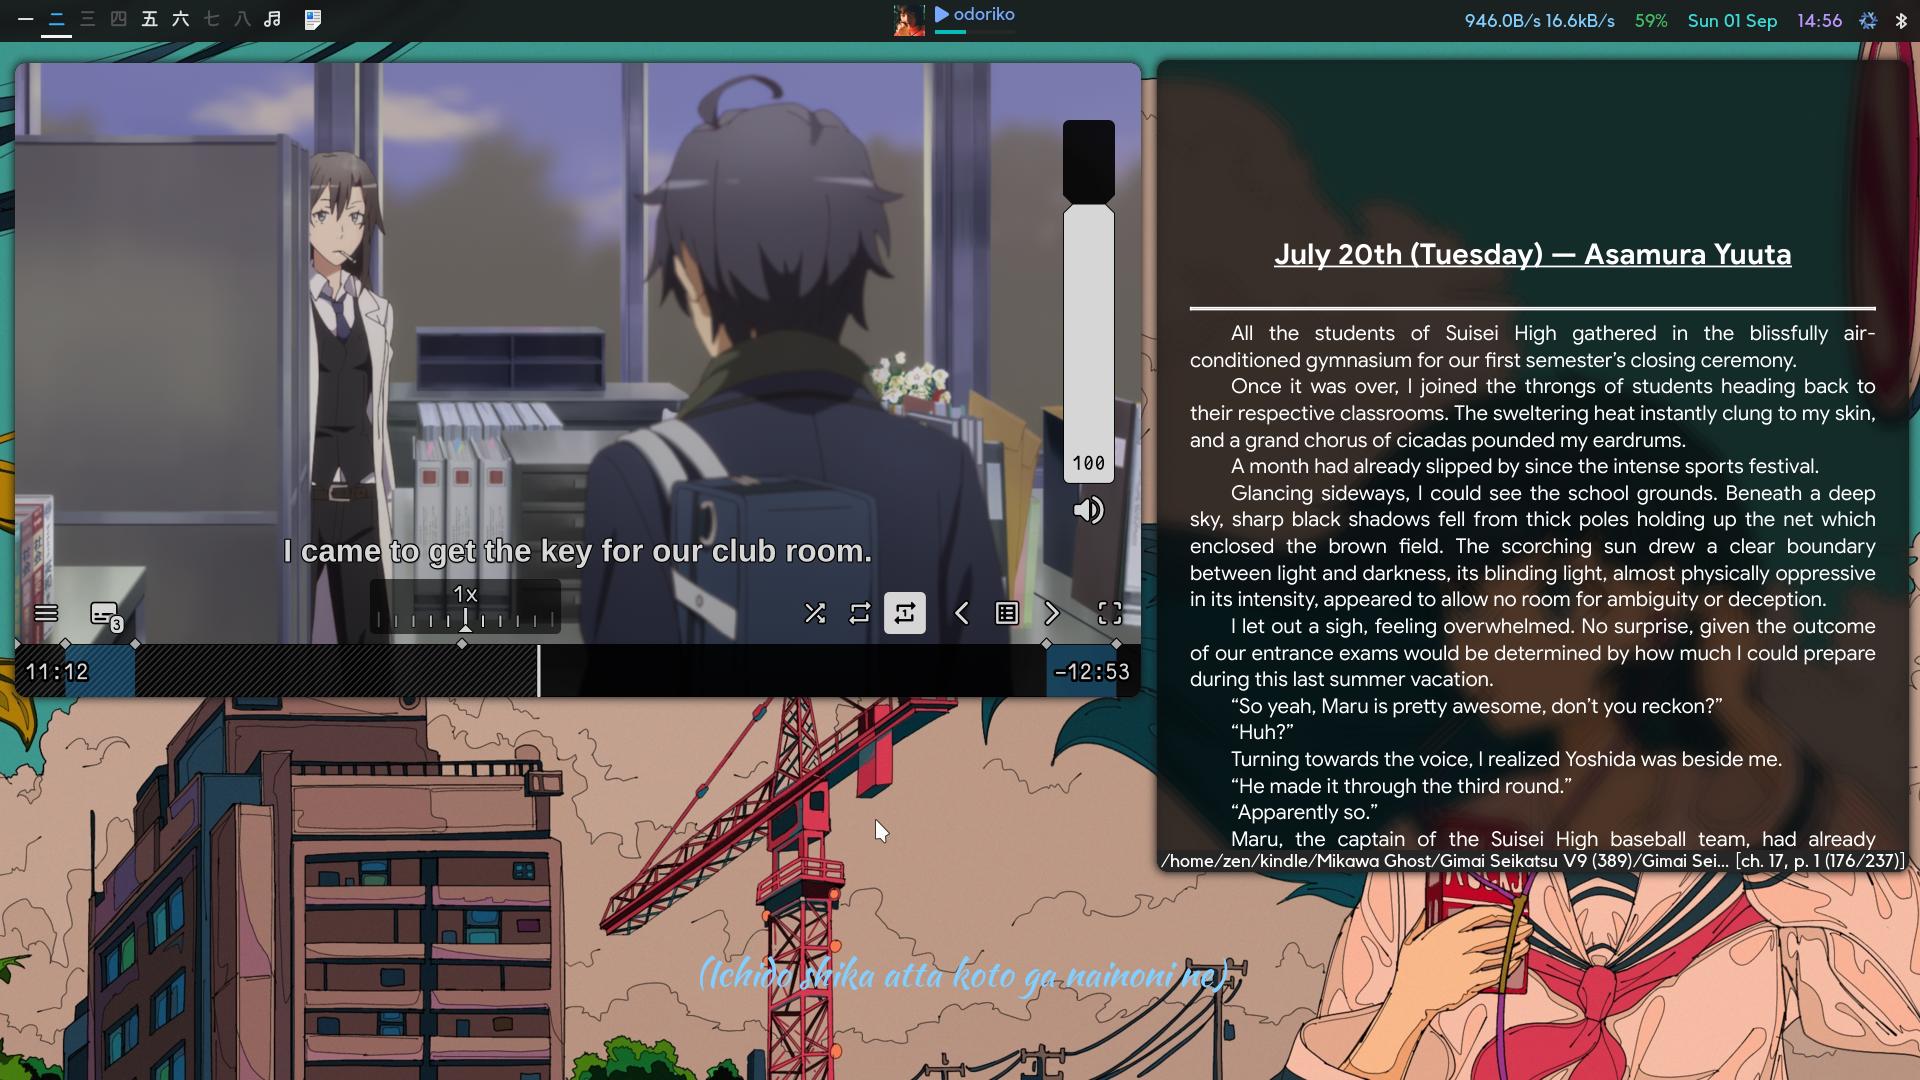 一 二 三 四 五 六 七 八
odoriko
946.0B/s 16.6kB/s 59% Sun 01 Sep 14:56
100
I came to get the key for our club room.
1x
3
1
11:12
-12:53
July 20th (Tuesday) — Asamura Yuuta
All the students of Suisei High gathered in the blissfully air-
conditioned gymnasium for our first semester’s closing ceremony.
Once it was over, I joined the throngs of students heading back to
their respective classrooms. The sweltering heat instantly clung to my skin,
and a grand chorus of cicadas pounded my eardrums.
A month had already slipped by since the intense sports festival.
Glancing sideways, I could see the school grounds. Beneath a deep
sky, sharp black shadows fell from thick poles holding up the net which
enclosed the brown field. The scorching sun drew a clear boundary
between light and darkness, its blinding light, almost physically oppressive
in its intensity, appeared to allow no room for ambiguity or deception.
I let out a sigh, feeling overwhelmed. No surprise, given the outcome
of our entrance exams would be determined by how much I could prepare
during this last summer vacation.
“So yeah, Maru is pretty awesome, don’t you reckon?”
“Huh?”
Turning towards the voice, I realized Yoshida was beside me.
“He made it through the third round.”
“Apparently so.”
Maru, the captain of the Suisei High baseball team, had already
/home/zen/kindle/Mikawa Ghost/Gimai Seikatsu V9 (389)/Gimai Sei... [ch. 17, p. 1 (176/237)]
(Ichido shika atta koto ga nainoni ne)